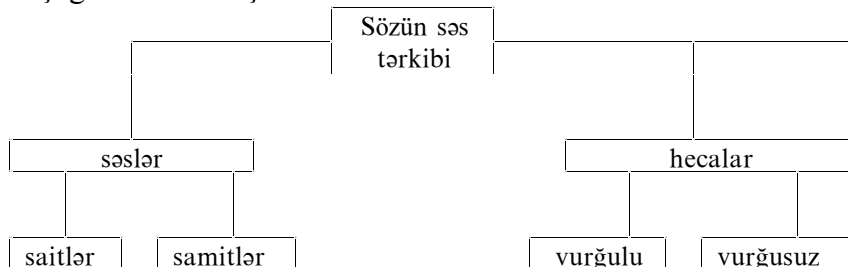 Sözün səs
tərkibi
səslər
hecalar
saitlər
samitlər
vurğulu
vurğusuz